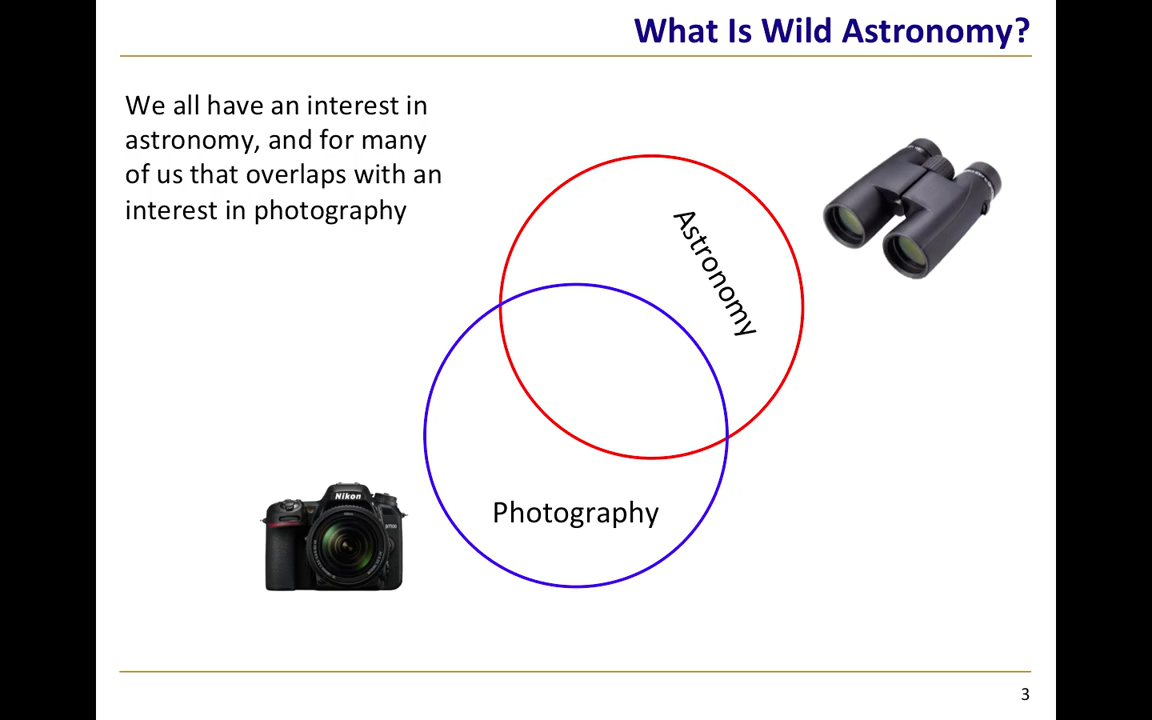 What Is Wild Astronomy?
We all have an interest in
astronomy, and for many
of us that overlaps with an
interest in photography
Astronomy
Photography
Nikon
3